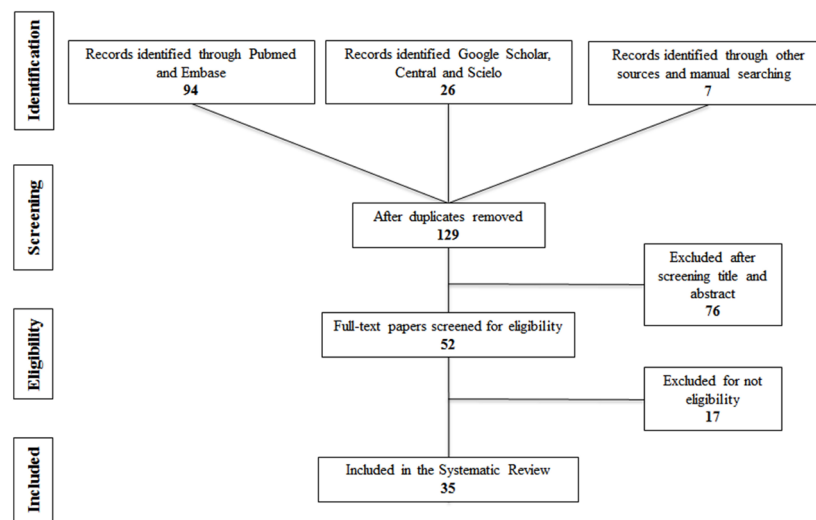 Identification
Records identified through Pubmed
and Embase
94
Records identified Google Scholar,
Central and Scielo
26
Records identified through other
sources and manual searching
7
Screening
After duplicates removed
129
Excluded after
screening title and
abstract
76
Eligibility
Full-text papers screened for eligibility
52
Excluded for not
eligibility
17
Included
Included in the Systematic Review
35